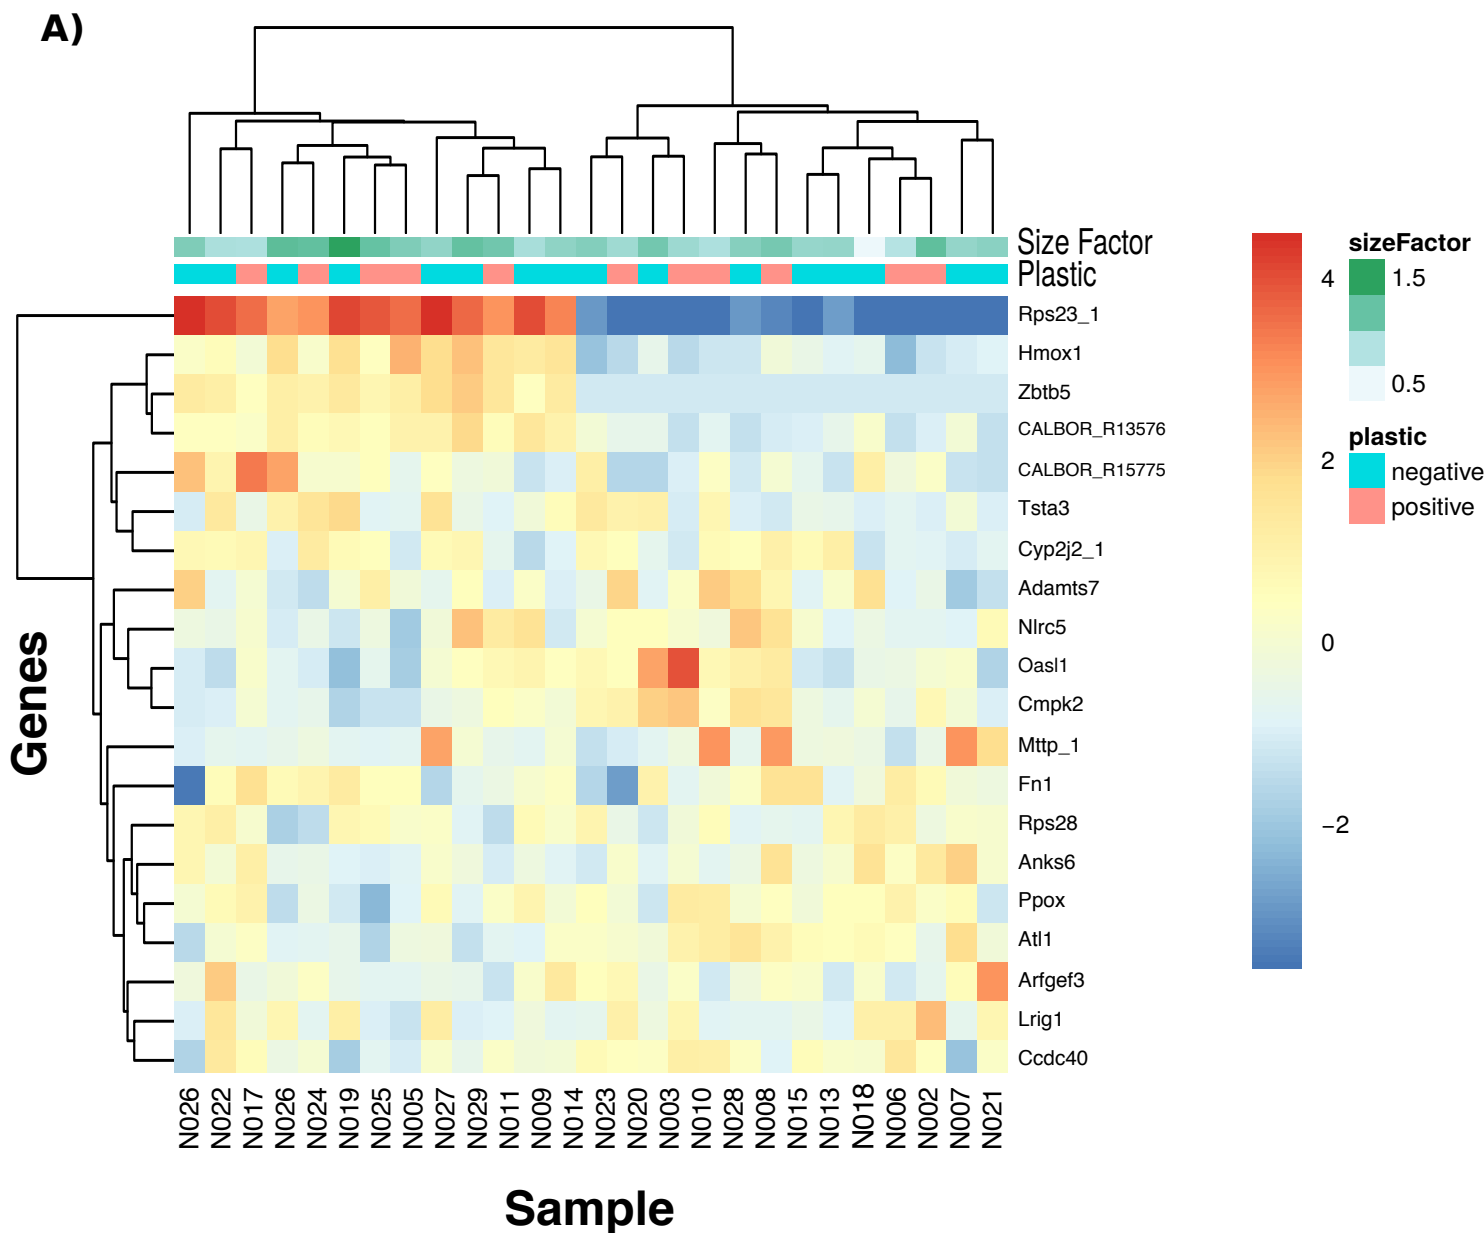 A)
Size Factor
Plastic
Rps23_1
Hmox1
Zbtb5
CALBOR_R13576
CALBOR_R15775
Tsta3
Cyp2j2_1
Adamts7
Nlrc5
Oasl1
Cmpk2
Mttp_1
Fn1
Rps28
Anks6
Ppox
Atl1
Arfgef3
Lrig1
Ccdc40
Genes
N026 N022 N017 N026 N024 N019 N025 N005 N027 N029 N011 N009 N014 N023 N020 N003 N010 N028 N008 N015 N013 N018 N006 N002 N007 N021
Sample
4
2
0
−2
sizeFactor
1.5
0.5
plastic
negative
positive